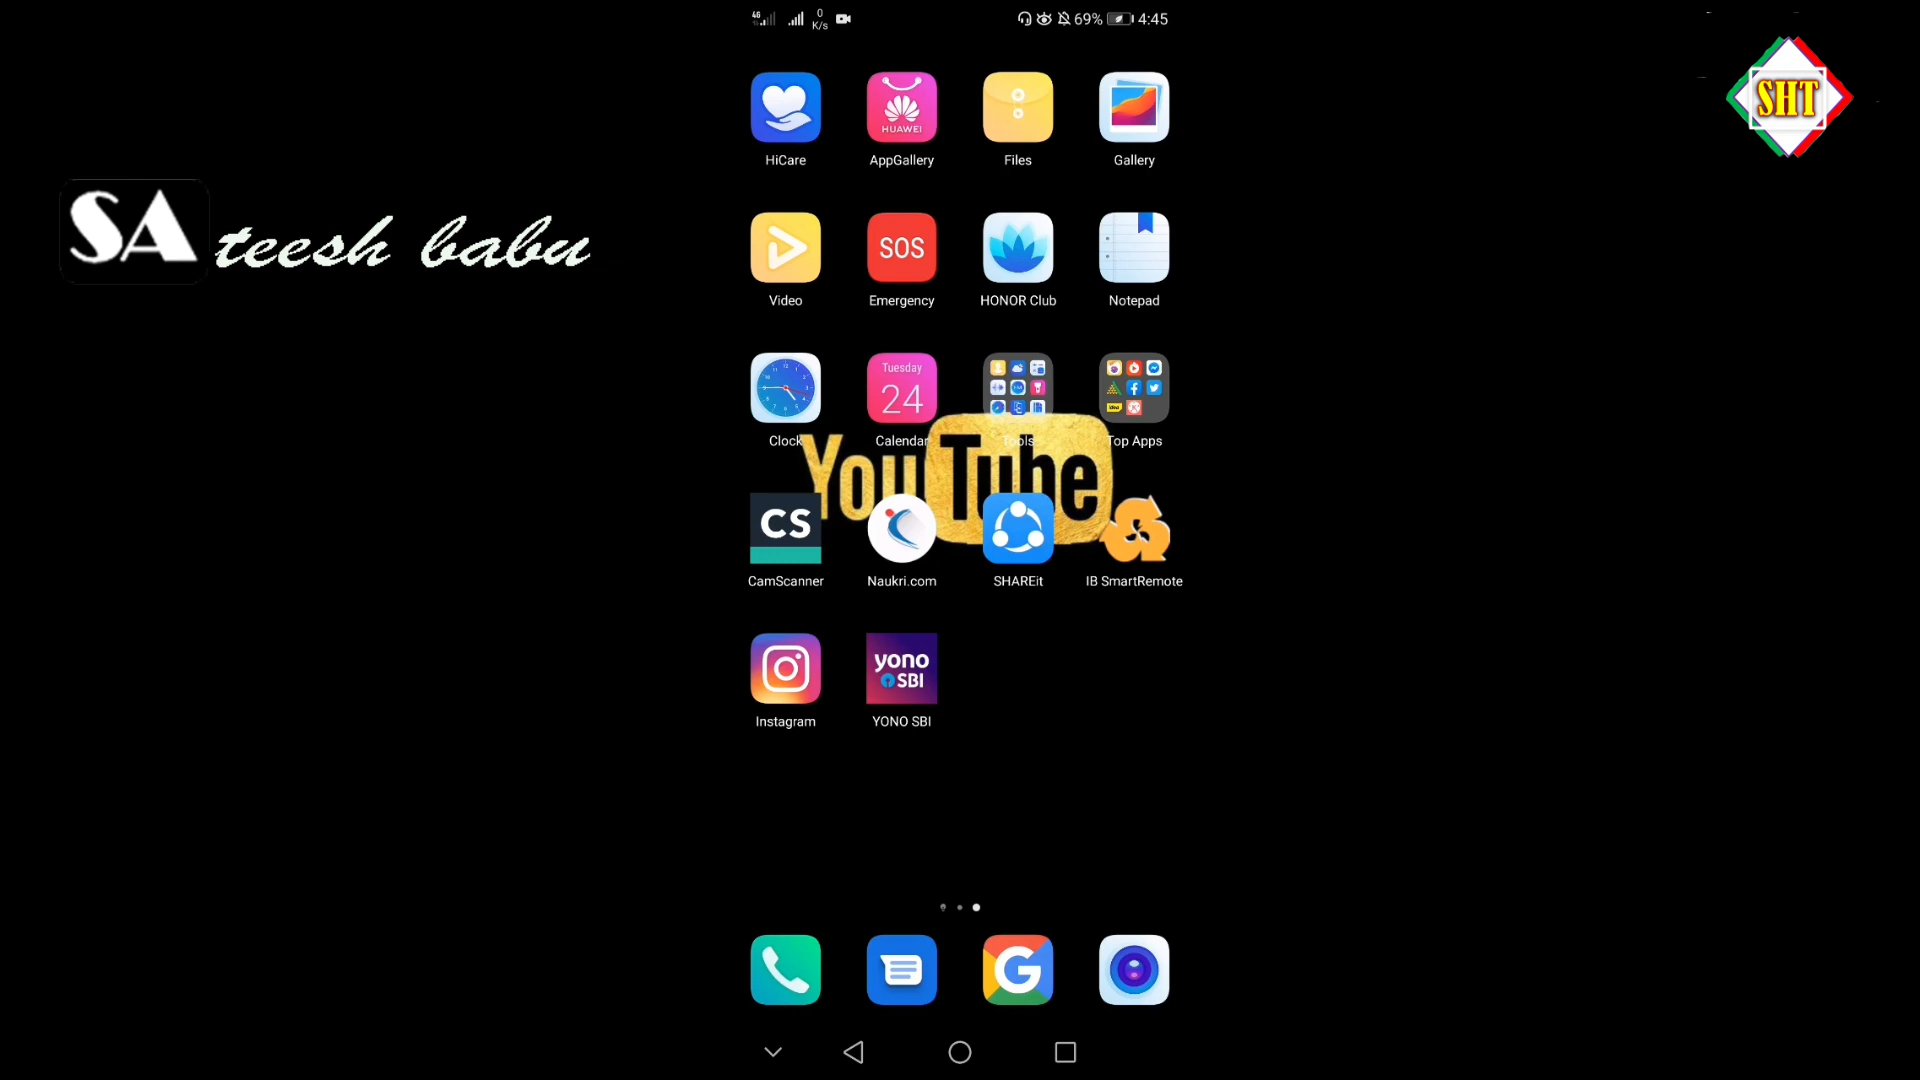 4G
0
K/s
69%
4:45
SHT
HUAWEI
HiCare
AppGallery
Files
Gallery
SA teesh babu
SOS
Video
Emergency
HONOR Club
Notepad
Tuesday
24
Clock
Calendar
Tools
Top Apps
YouTube
CS
CamScanner
Naukri.com
SHAREit
IB SmartRemote
yono
SBI
Instagram
YONO SBI
G